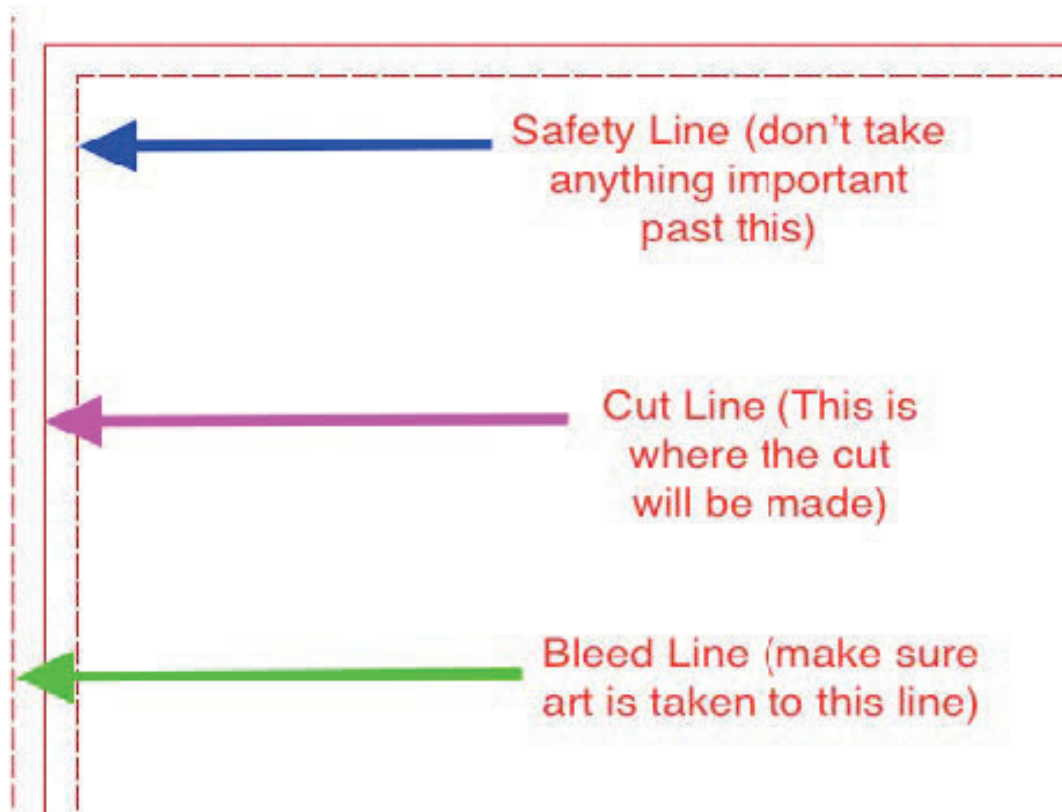 Safety Line (don't take
anything important
past this)
Cut Line (This is
where the cut
will be made)
Bleed Line (make sure
art is taken to this line)